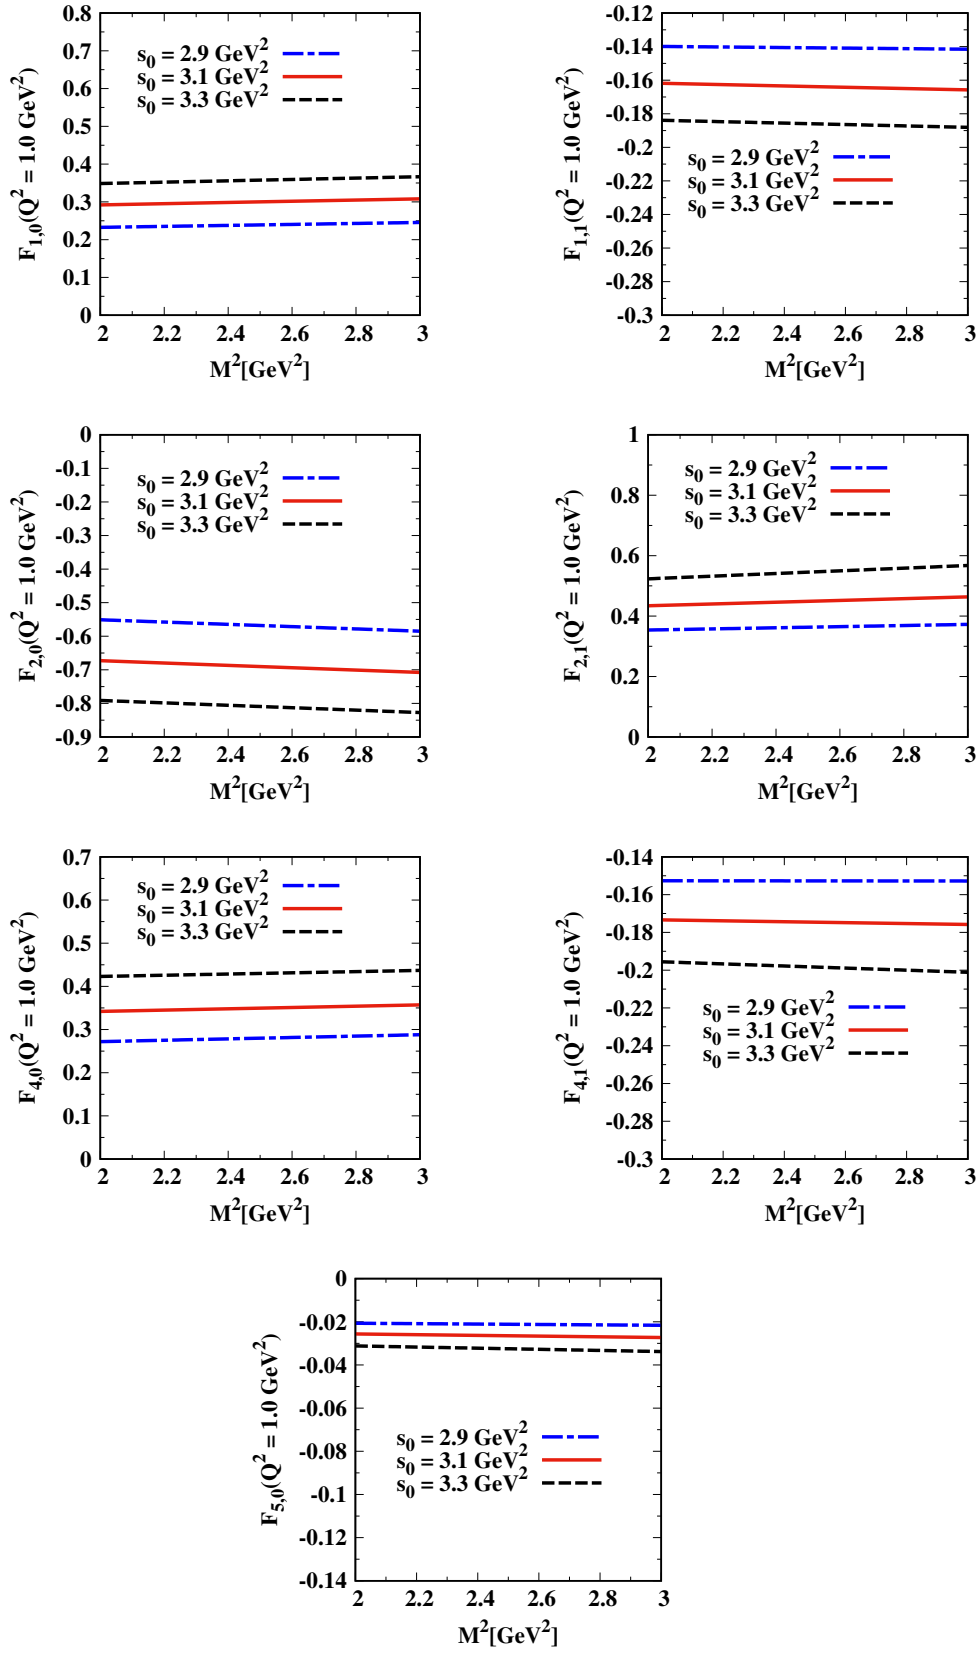 F1,0(Q² = 1.0 GeV²)
0.8
0.7
0.6
0.5
0.4
0.3
0.2
0.1
0
s0 = 2.9 GeV²
s0 = 3.1 GeV²
s0 = 3.3 GeV²
2 2.2 2.4 2.6 2.8 3
M²[GeV²]
F1,1(Q² = 1.0 GeV²)
-0.12
-0.14
-0.16
-0.18
-0.2
-0.22
-0.24
-0.26
-0.28
-0.3
s0 = 2.9 GeV²
s0 = 3.1 GeV²
s0 = 3.3 GeV²
2 2.2 2.4 2.6 2.8 3
M²[GeV²]
F2,0(Q² = 1.0 GeV²)
0
-0.1
-0.2
-0.3
-0.4
-0.5
-0.6
-0.7
-0.8
-0.9
s0 = 2.9 GeV²
s0 = 3.1 GeV²
s0 = 3.3 GeV²
2 2.2 2.4 2.6 2.8 3
M²[GeV²]
F2,1(Q² = 1.0 GeV²)
1
0.8
0.6
0.4
0.2
0
s0 = 2.9 GeV²
s0 = 3.1 GeV²
s0 = 3.3 GeV²
2 2.2 2.4 2.6 2.8 3
M²[GeV²]
F4,0(Q² = 1.0 GeV²)
0.7
0.6
0.5
0.4
0.3
0.2
0.1
0
s0 = 2.9 GeV²
s0 = 3.1 GeV²
s0 = 3.3 GeV²
2 2.2 2.4 2.6 2.8 3
M²[GeV²]
F4,1(Q² = 1.0 GeV²)
-0.14
-0.16
-0.18
-0.2
-0.22
-0.24
-0.26
-0.28
-0.3
s0 = 2.9 GeV²
s0 = 3.1 GeV²
s0 = 3.3 GeV²
2 2.2 2.4 2.6 2.8 3
M²[GeV²]
F5,0(Q² = 1.0 GeV²)
0
-0.02
-0.04
-0.06
-0.08
-0.1
-0.12
-0.14
s0 = 2.9 GeV²
s0 = 3.1 GeV²
s0 = 3.3 GeV²
2 2.2 2.4 2.6 2.8 3
M²[GeV²]